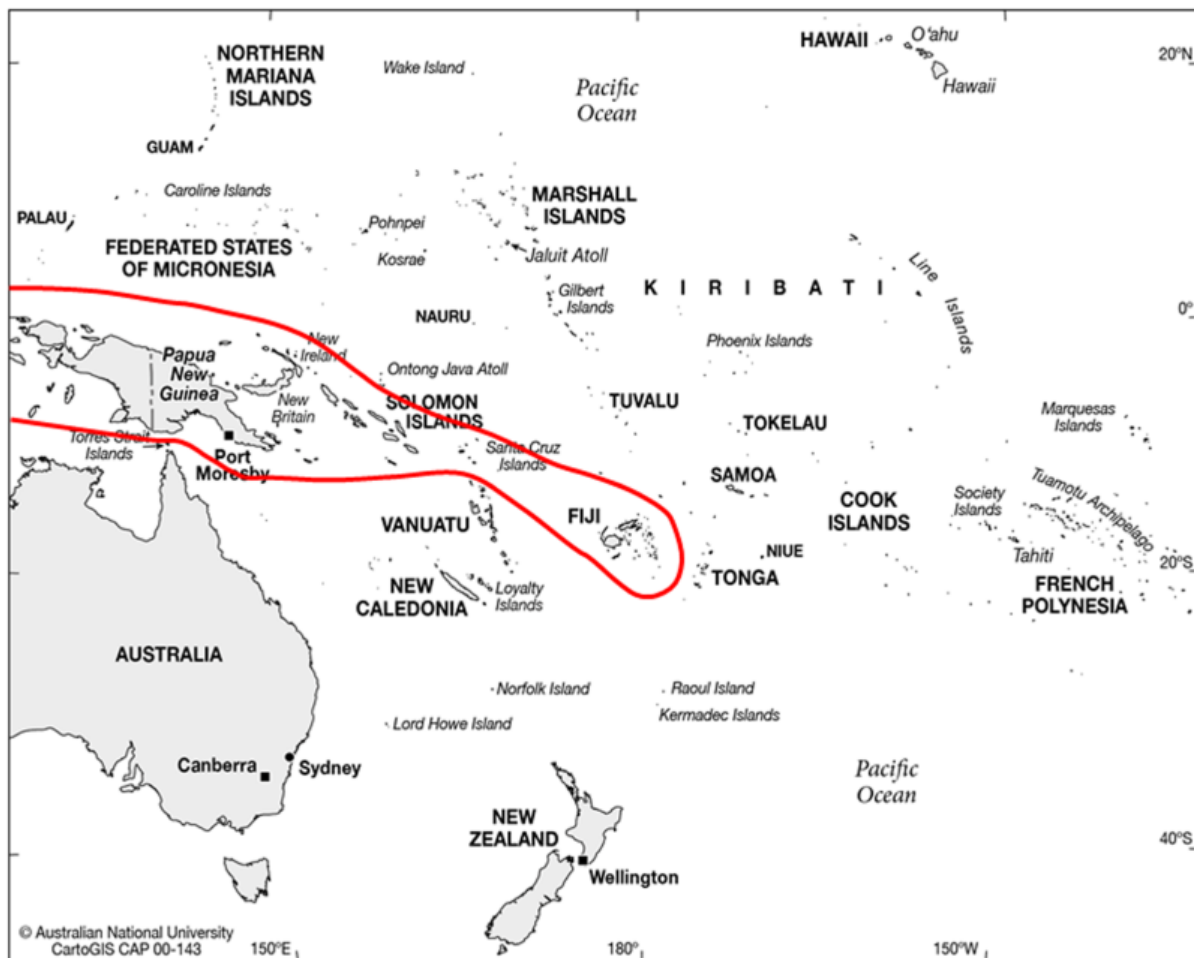 NORTHERN
MARIANA
ISLANDS
Wake Island
Pacific
Ocean
HAWAII
O'ahu
Hawaii
20°N
GUAM
Caroline Islands
PALAU
Pohnpei
MARSHALL
ISLANDS
FEDERATED STATES
OF MICRONESIA
Kosrae
Jaluit Atoll
Gilbert
Islands
KIRIBATI
Line Islands
NAURU
0°
Papua
New
Guinea
New
Ireland
Phoenix Islands
Ontong Java Atoll
New
Britain
SOLOMON
ISLANDS
TUVALU
TOKELAU
Marquesas
Islands
Torres Strait
Islands
Port
Moresby
Santa Cruz
Islands
SAMOA
COOK
ISLANDS
Society
Islands
Tuamotu Archipelago
VANUATU
FIJI
NIUE
Tahiti
TONGA
20°S
NEW
CALEDONIA
Loyalty
Islands
FRENCH
POLYNESIA
AUSTRALIA
Norfolk Island
Raoul Island
Lord Howe Island
Kermadec Islands
Canberra
Sydney
Pacific
Ocean
NEW
ZEALAND
Wellington
40°S
© Australian National University
CartoGIS CAP 00-143
150°E
180°
150°W